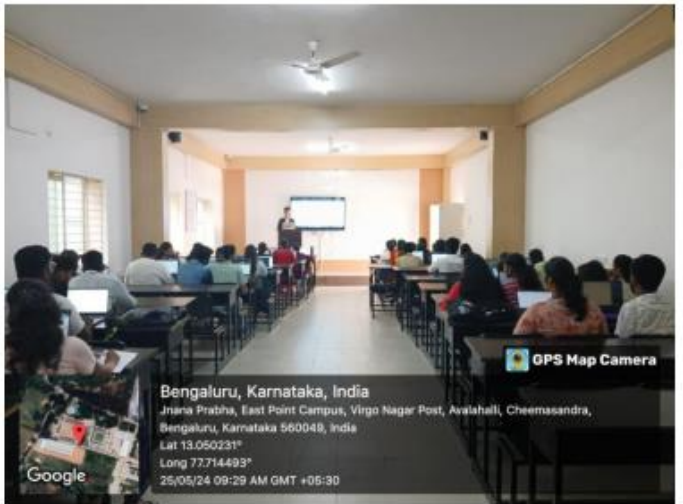 GPS Map Camera
Bengaluru, Karnataka, India
Jnana Prabha, East Point Campus, Virgo Nagar Post, Avalahalli, Cheemasandra,
Bengaluru, Karnataka 560049, India
Lat 13.050231°
Long 77.714493°
25/05/24 09:29 AM GMT +05:30
Google